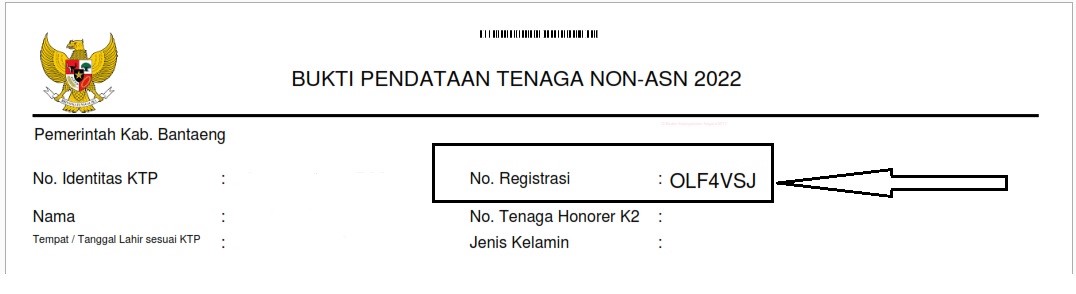 BUKTI PENDATAAN TENAGA NON-ASN 2022
Pemerintah Kab. Bantaeng
No. Identitas KTP : No. Registrasi : OLF4VSJ
Nama : No. Tenaga Honorer K2 :
Tempat / Tanggal Lahir sesuai KTP : Jenis Kelamin :